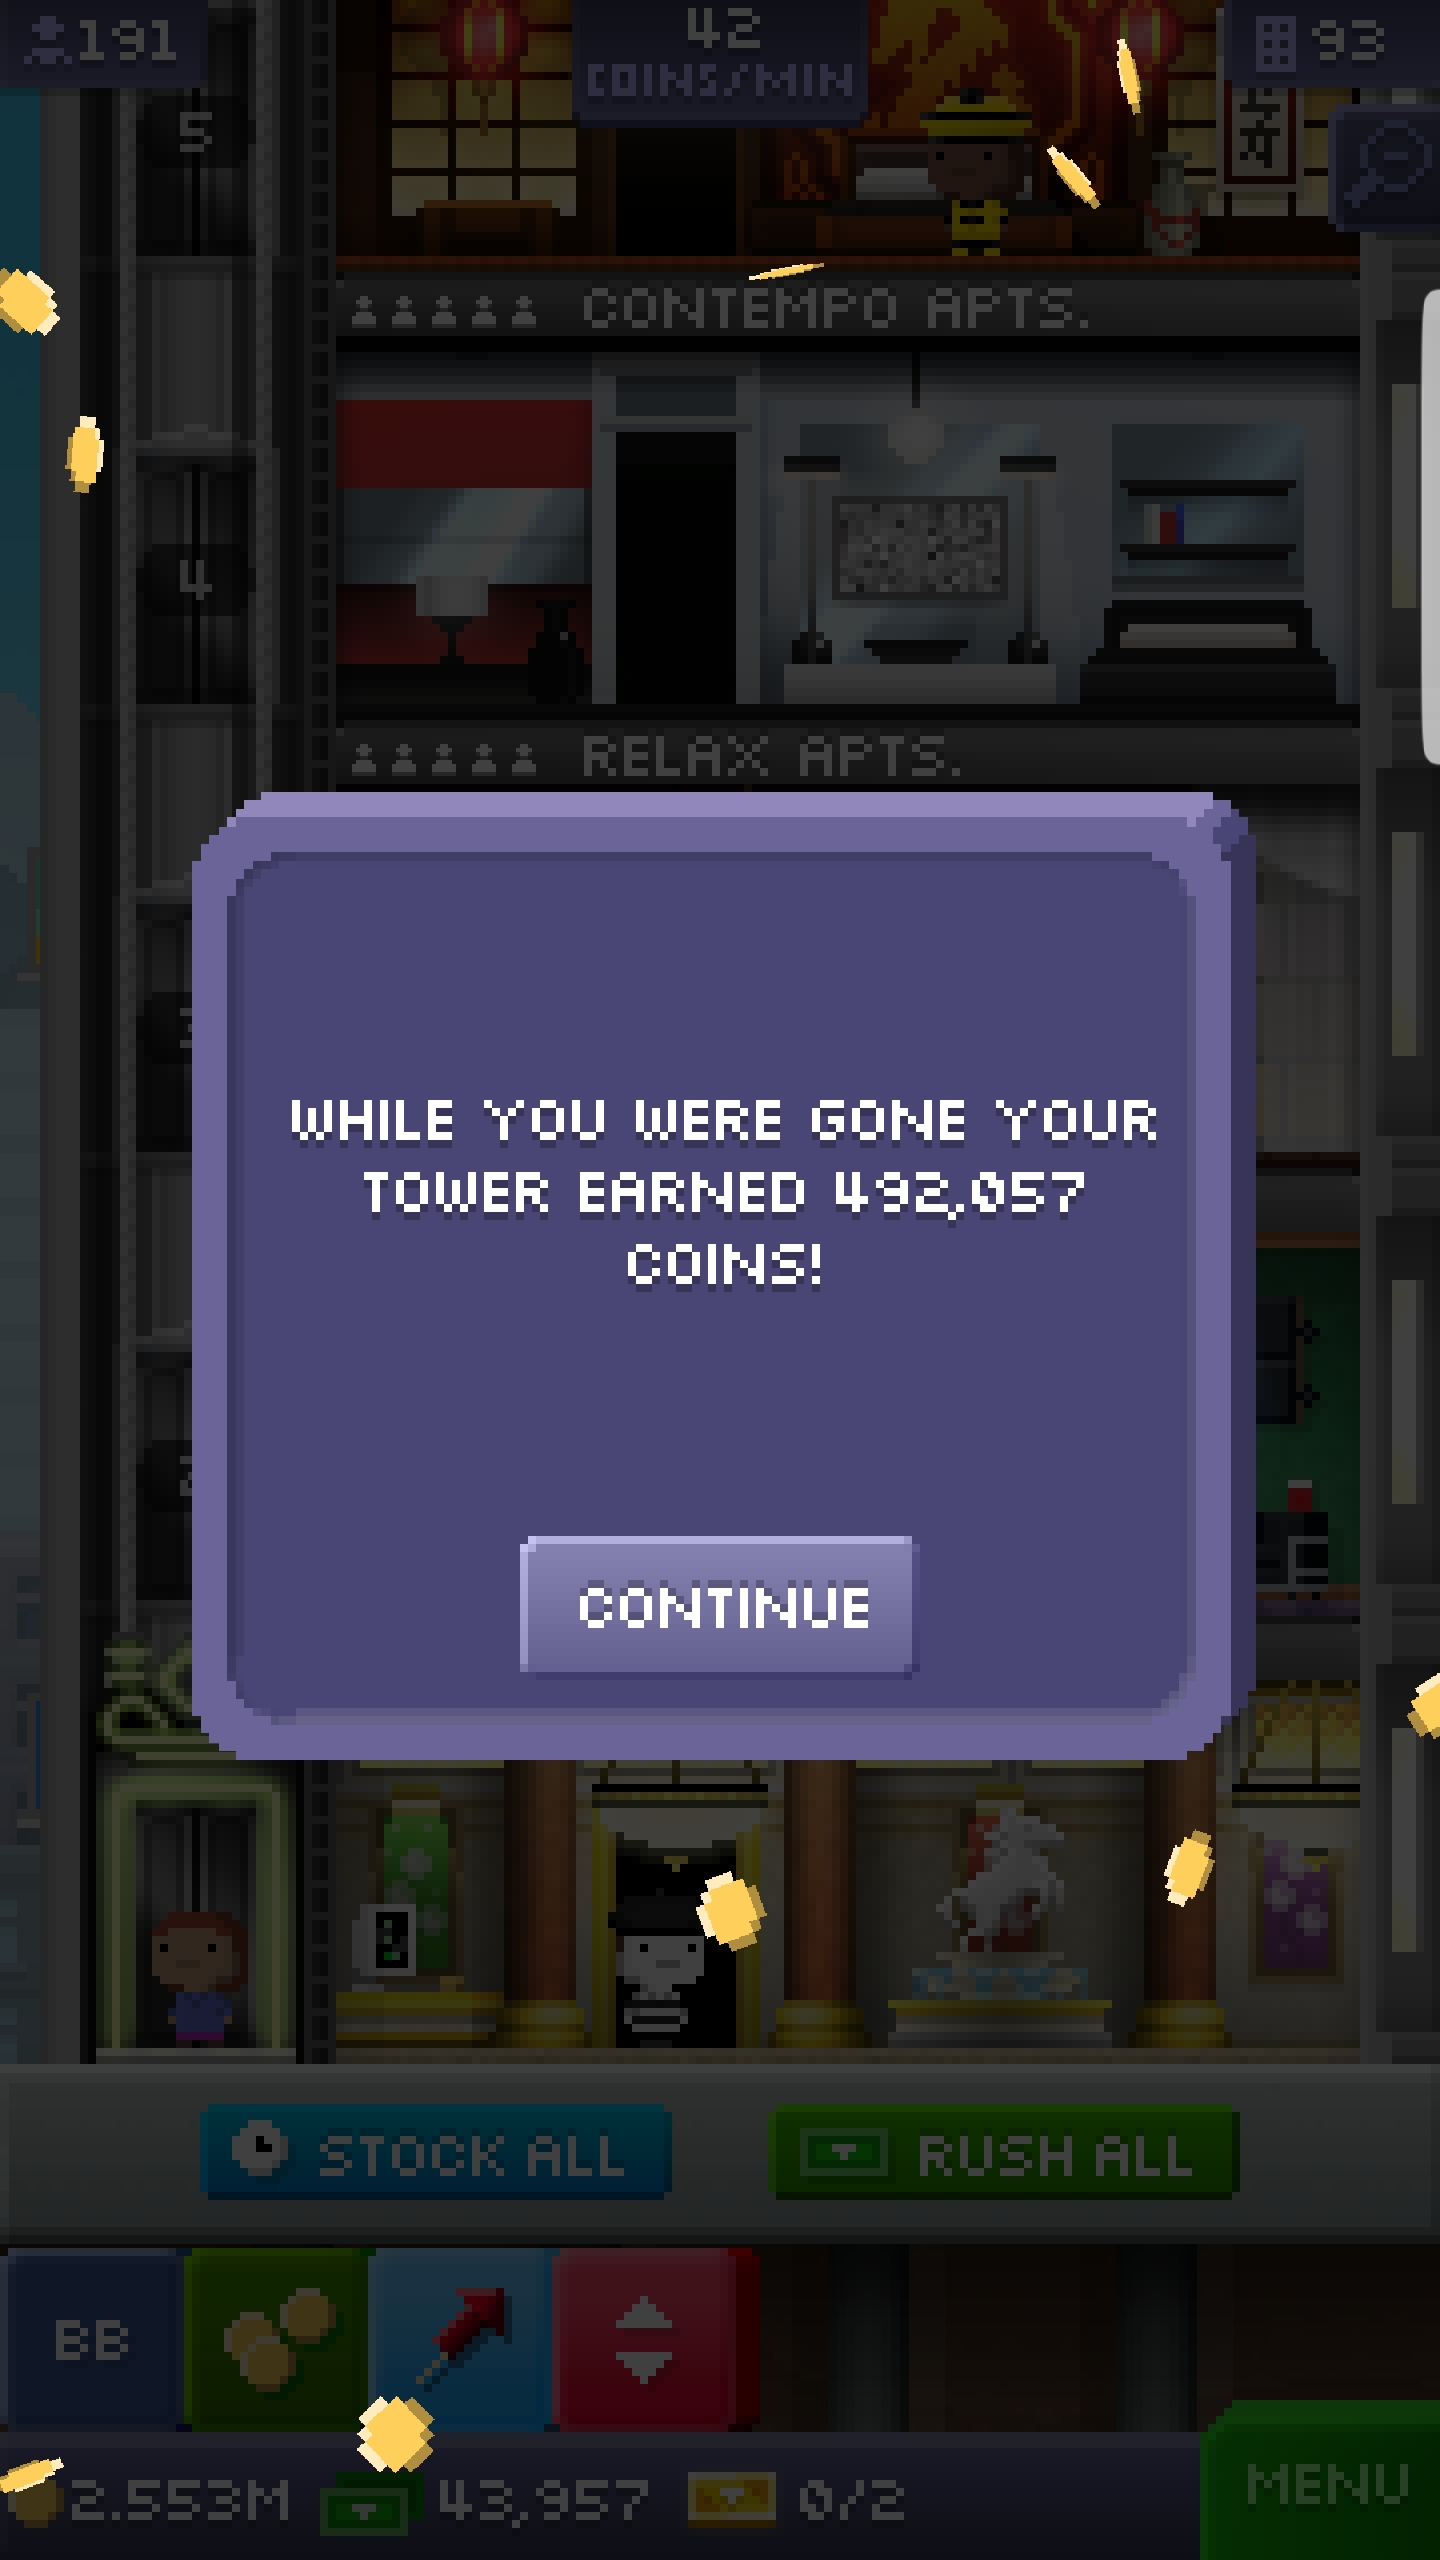 191
42
COINS/MIN
93
5
CONTEMPO APTS.
4
RELAX APTS.
WHILE YOU WERE GONE YOUR
TOWER EARNED 492,057
COINS!
CONTINUE
STOCK ALL
RUSH ALL
BB
2.553M
43,957
0/2
MENU